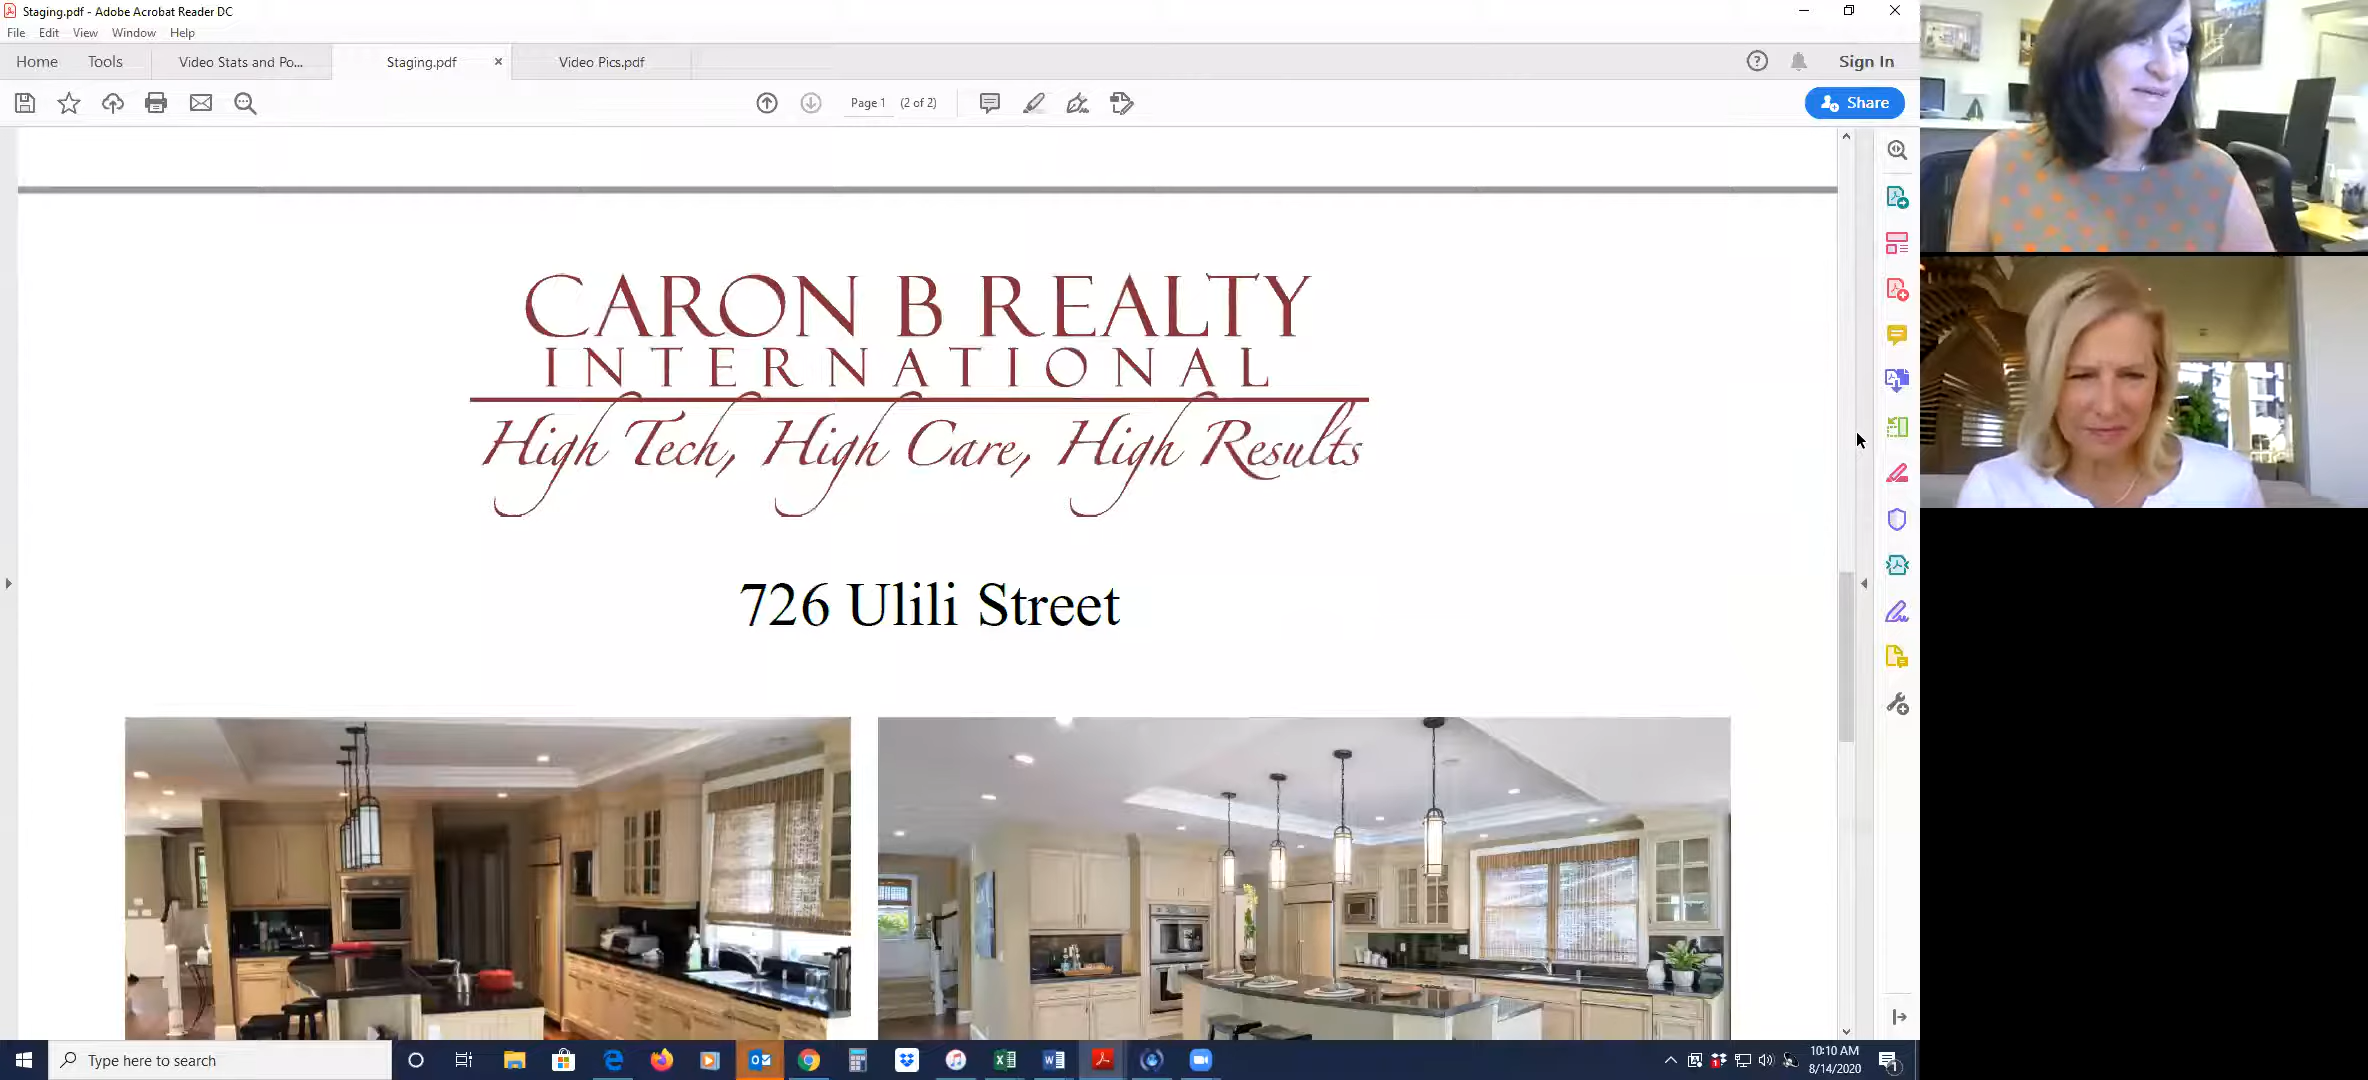 Staging.pdf - Adobe Acrobat Reader DC
File Edit View Window Help
Home Tools Video Stats and Po... Staging.pdf × Video Pics.pdf Sign In
Page 1 (2 of 2) Share
CARON B REALTY
INTERNATIONAL
High Tech, High Care, High Results
726 Ulili Street
Type here to search
10:10 AM
8/14/2020